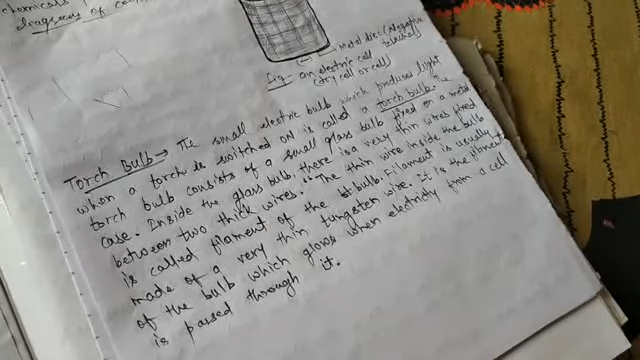 chemicals
diagram of
(-) Metal disc (Negative
terminal)
Fig:- an electric cell
(dry cell or cell)
Torch Bulb → The small electric bulb which produces light
when a torch is switched ON is called a torch bulb. The
torch bulb consists of a small glass bulb fixed on a metal
case. Inside the glass bulb, there is a very thin wires fixed
between two thick wires. The thin wire inside the bulb
is called filament of the bulb. Filament is usually
made of a very thin tungsten wire. It is the filament
of the bulb which glows when electricity from a cell
is passed through it.